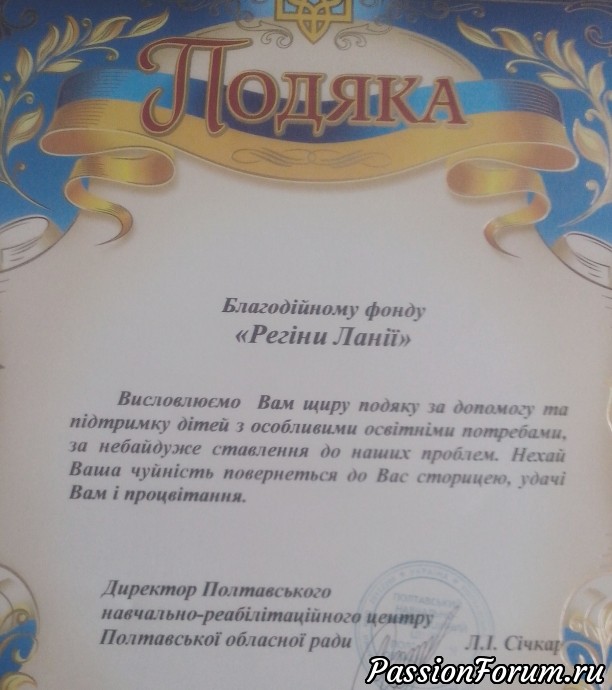 Подяка
Благодійному фонду
«Регіни Ланії»
Висловлюємо Вам щиру подяку за допомогу та
підтримку дітей з особливими освітніми потребами,
за небайдуже ставлення до наших проблем. Нехай
Ваша чуйність повернеться до Вас сторицею, удачі
Вам і процвітання.
Директор Полтавського
навчально-реабілітаційного центру
Полтавської обласної ради Л.І. Січкар
PassionForum.ru